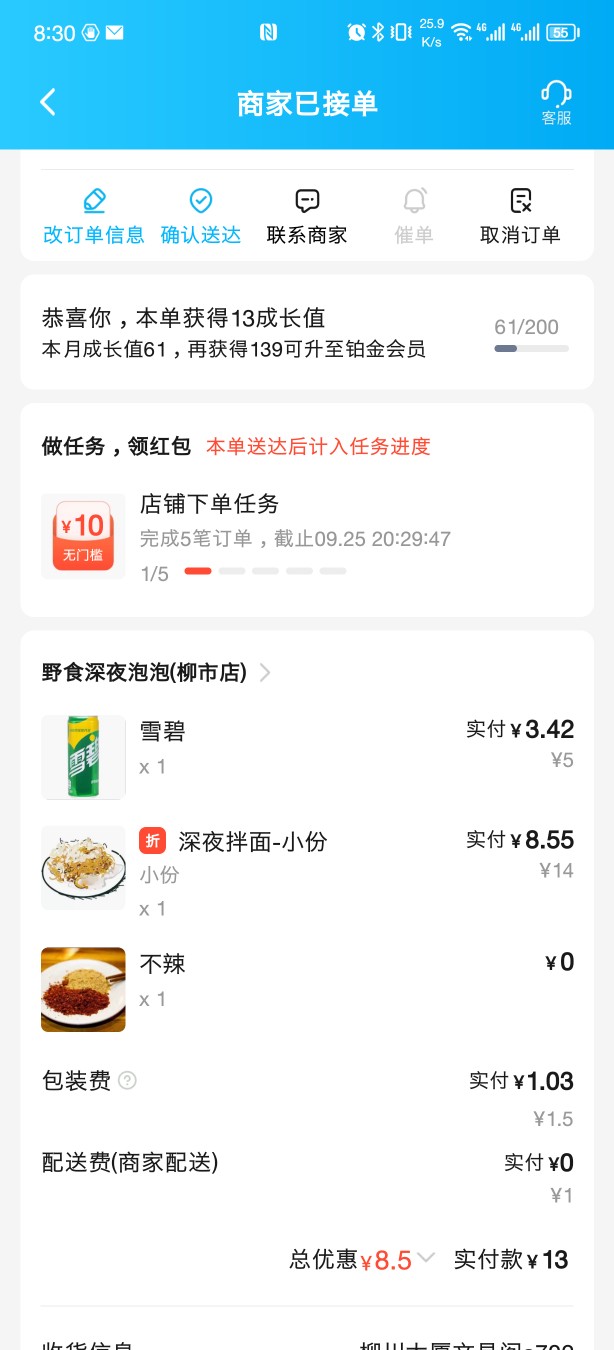 8:30
25.9
K/s
4G
4G
55
商家已接单
客服
改订单信息
确认送达
联系商家
催单
取消订单
恭喜你，本单获得13成长值
61/200
本月成长值61，再获得139可升至铂金会员
做任务，领红包 本单送达后计入任务进度
¥10
无门槛
店铺下单任务
完成5笔订单，截止09.25 20:29:47
1/5
野食深夜泡泡(柳市店)
雪碧
雪碧
实付¥3.42
x 1
¥5
折 深夜拌面-小份
实付¥8.55
小份
¥14
x 1
不辣
¥0
x 1
包装费
实付¥1.03
¥1.5
配送费(商家配送)
实付¥0
¥1
总优惠¥8.5 实付款¥13